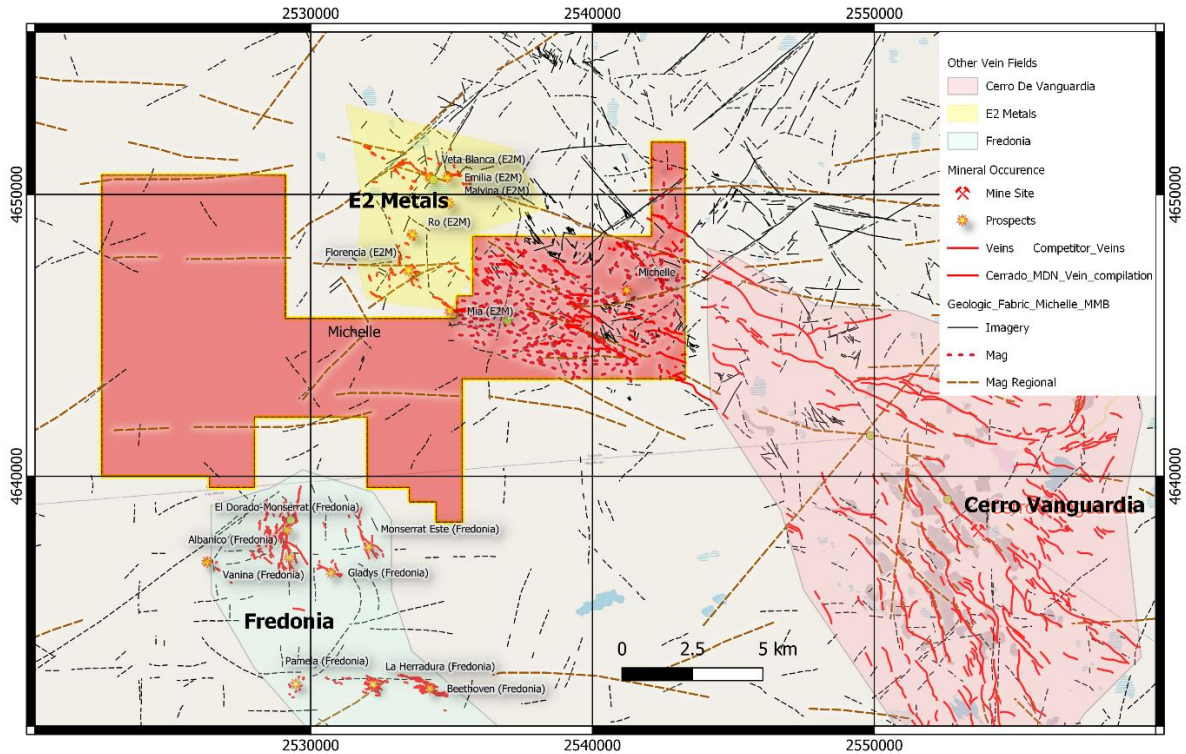 2530000
2540000
2550000
4650000
4650000
4640000
4640000
Other Vein Fields
Cerro De Vanguardia
E2 Metals
Fredonia
Mineral Occurence
Mine Site
Prospects
Veins Competitor_Veins
Cerrado_MDN_Vein_compilation
Geologic_Fabric_Michelle_MMB
Imagery
Mag
Mag Regional
Veta Blanca (E2M)
Emilia (E2M)
Malvina (E2M)
E2 Metals
Ro (E2M)
Florencia (E2M)
Michelle
Mia (E2M)
Michelle
El Dorado-Monserrat (Fredonia)
Monserrat Este (Fredonia)
Albanico (Fredonia)
Vanina (Fredonia)
Gladys (Fredonia)
Cerro Vanguardia
Fredonia
Pamela (Fredonia)
La Herradura (Fredonia)
Beethoven (Fredonia)
0 2.5 5 km
2530000
2540000
2550000